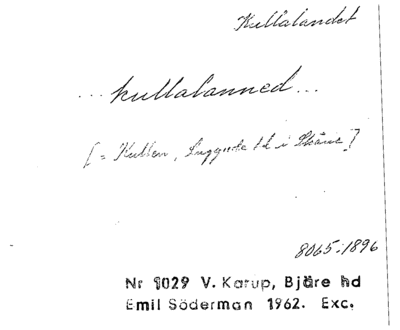 Kullalandet
... kullalanned ...
[= Kullen, Luggude hd i Skåne]
8065:1896
Nr 1029 V. Karup, Bjäre hd
Emil Söderman 1962. Exc.